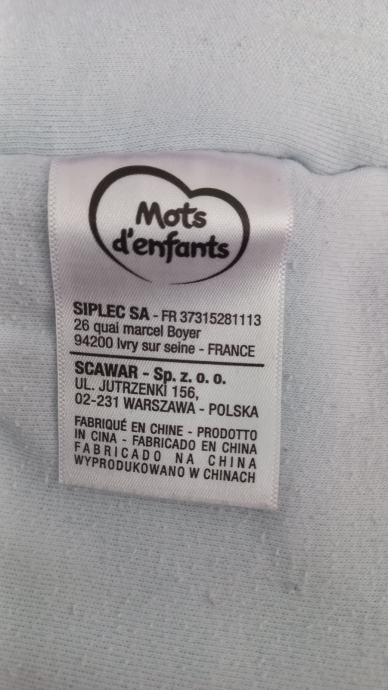 Mots
d'enfants
SIPLEC SA - FR 37315281113
26 quai marcel Boyer
94200 Ivry sur seine - FRANCE
SCAWAR - Sp. z. o. o.
UL. JUTRZENKI 156,
02-231 WARSZAWA - POLSKA
FABRIQUÉ EN CHINE - PRODOTTO
IN CINA - FABRICADO EN CHINA
FABRICADO NA CHINA
WYPRODUKOWANO W CHINACH